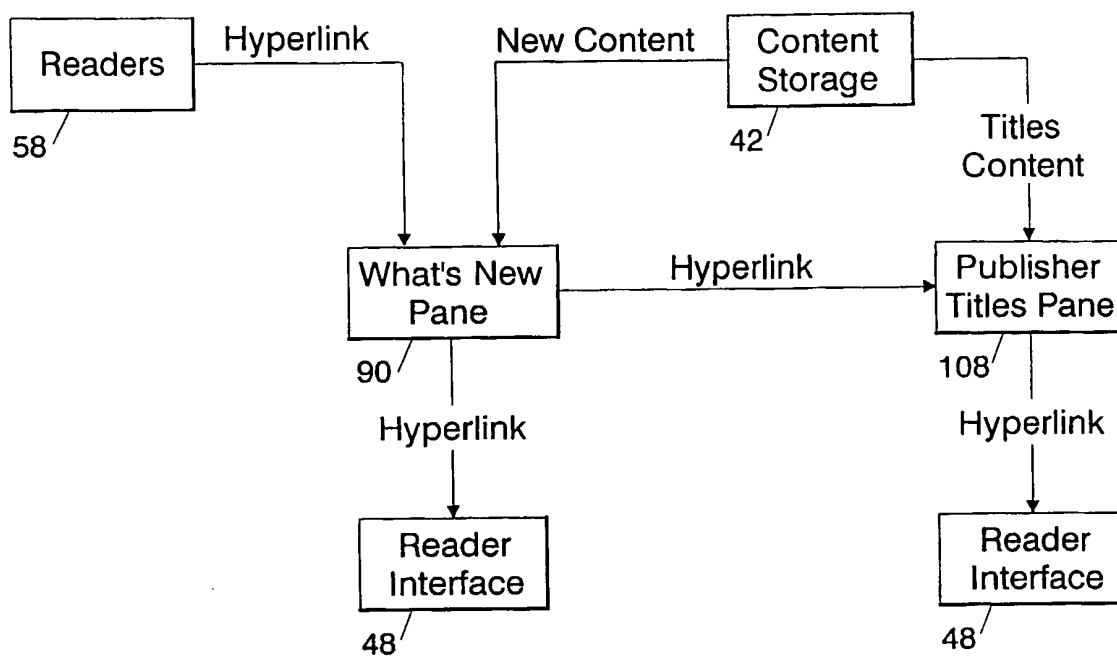 Readers
58
Hyperlink
New Content
Content
Storage
42
Titles
Content
What's New
Pane
90
Hyperlink
Publisher
Titles Pane
108
Hyperlink
Hyperlink
Reader
Interface
48
Reader
Interface
48